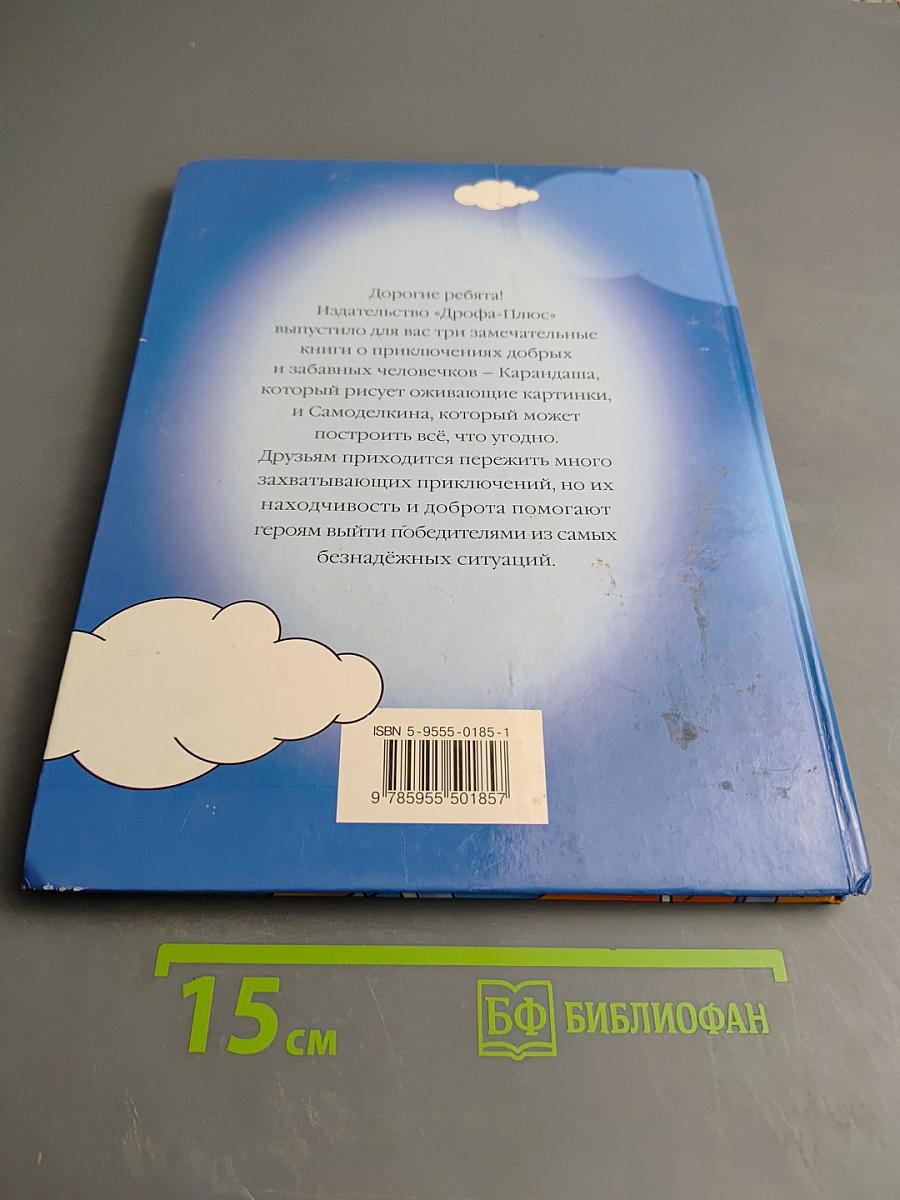 Дорогие ребята!
Издательство «Дрофа-Плюс»
выпустило для вас три замечательные
книги о приключениях добрых
и забавных человечков – Карандаша,
который рисует оживающие картинки,
и Самоделкина, который может
построить всё, что угодно.
Друзьям приходится пережить много
захватывающих приключений, но их
находчивость и доброта помогают
героям выйти победителями из самых
безнадёжных ситуаций.
ISBN 5-9555-0185-1
9 785955 501857
15 см
БФ БИБЛИОФАН